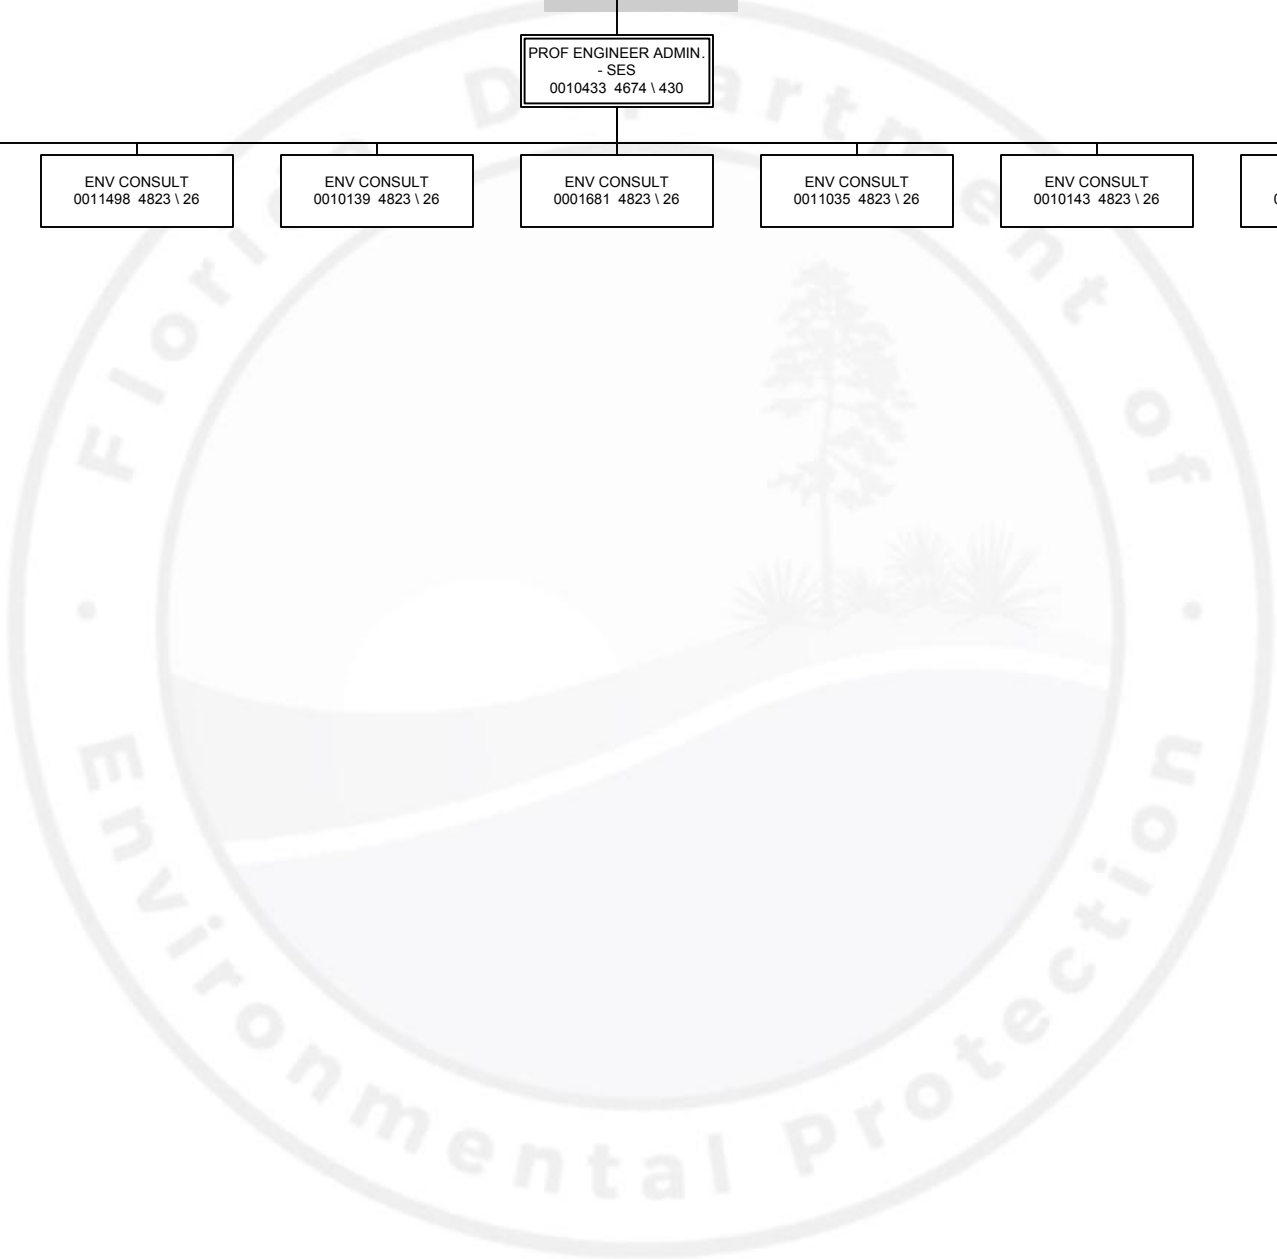 PROF ENGINEER ADMIN.
- SES
0010433 4674 \ 430
ENV CONSULT
0011498 4823 \ 26
ENV CONSULT
0010139 4823 \ 26
ENV CONSULT
0001681 4823 \ 26
ENV CONSULT
0011035 4823 \ 26
ENV CONSULT
0010143 4823 \ 26
0
Florida Department of
Environmental Protection